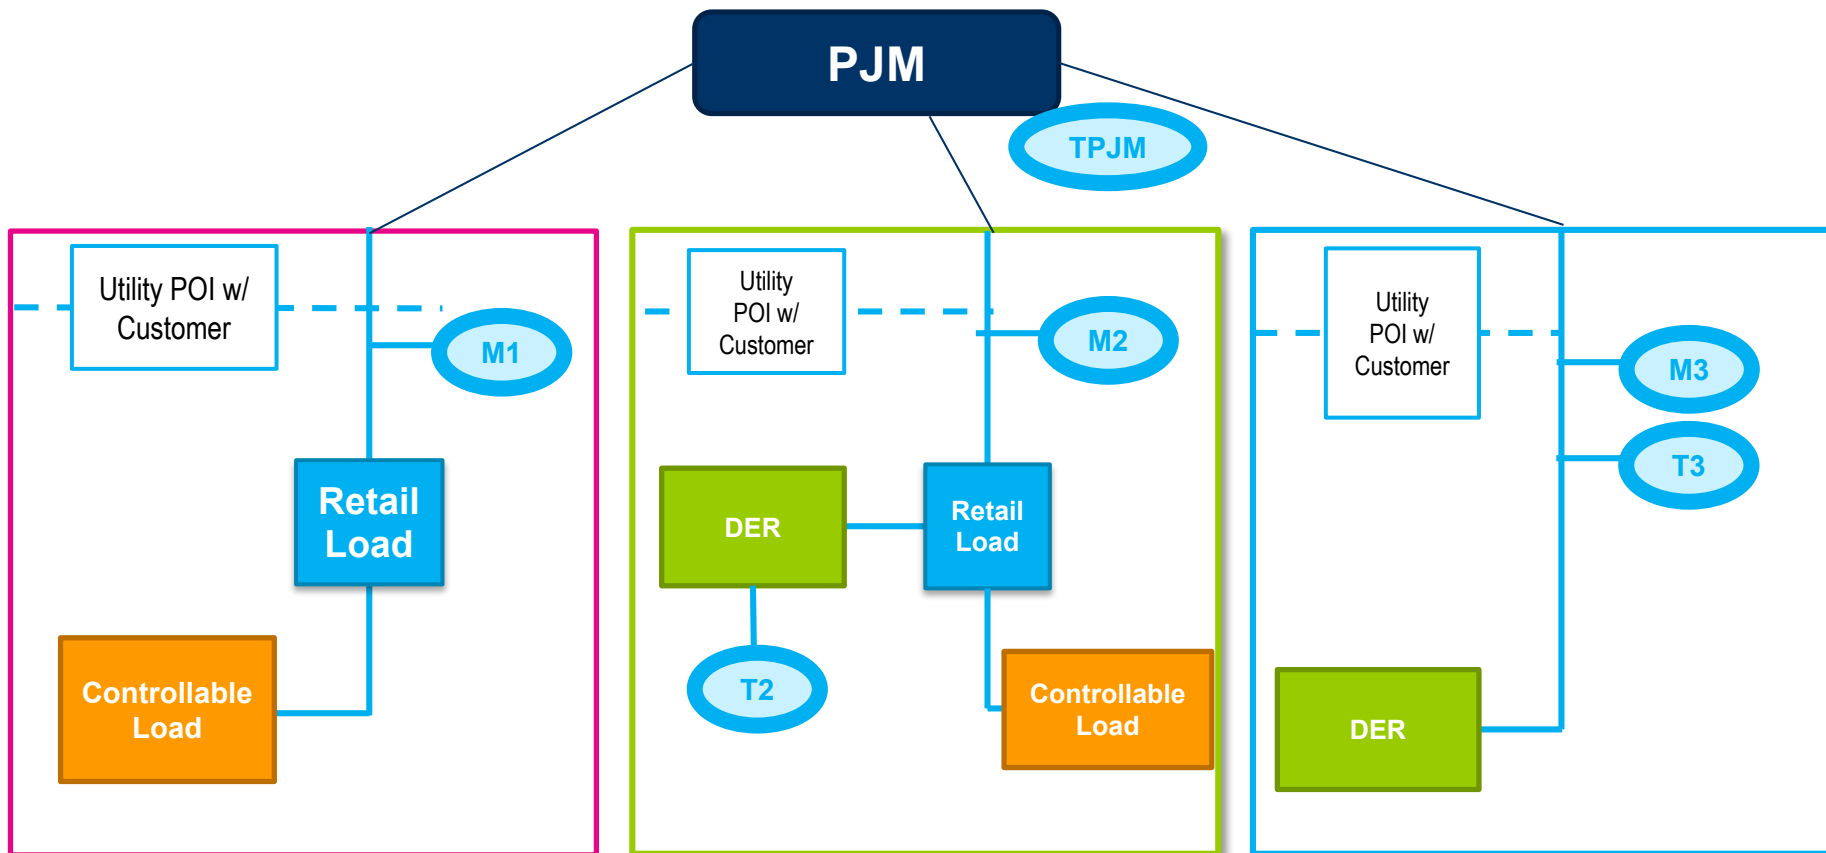 PJM
TPJM
Utility POI w/
Customer
M1
Retail
Load
Controllable
Load
Utility
POI w/
Customer
M2
DER
Retail
Load
T2
Controllable
Load
Utility
POI w/
Customer
M3
T3
DER